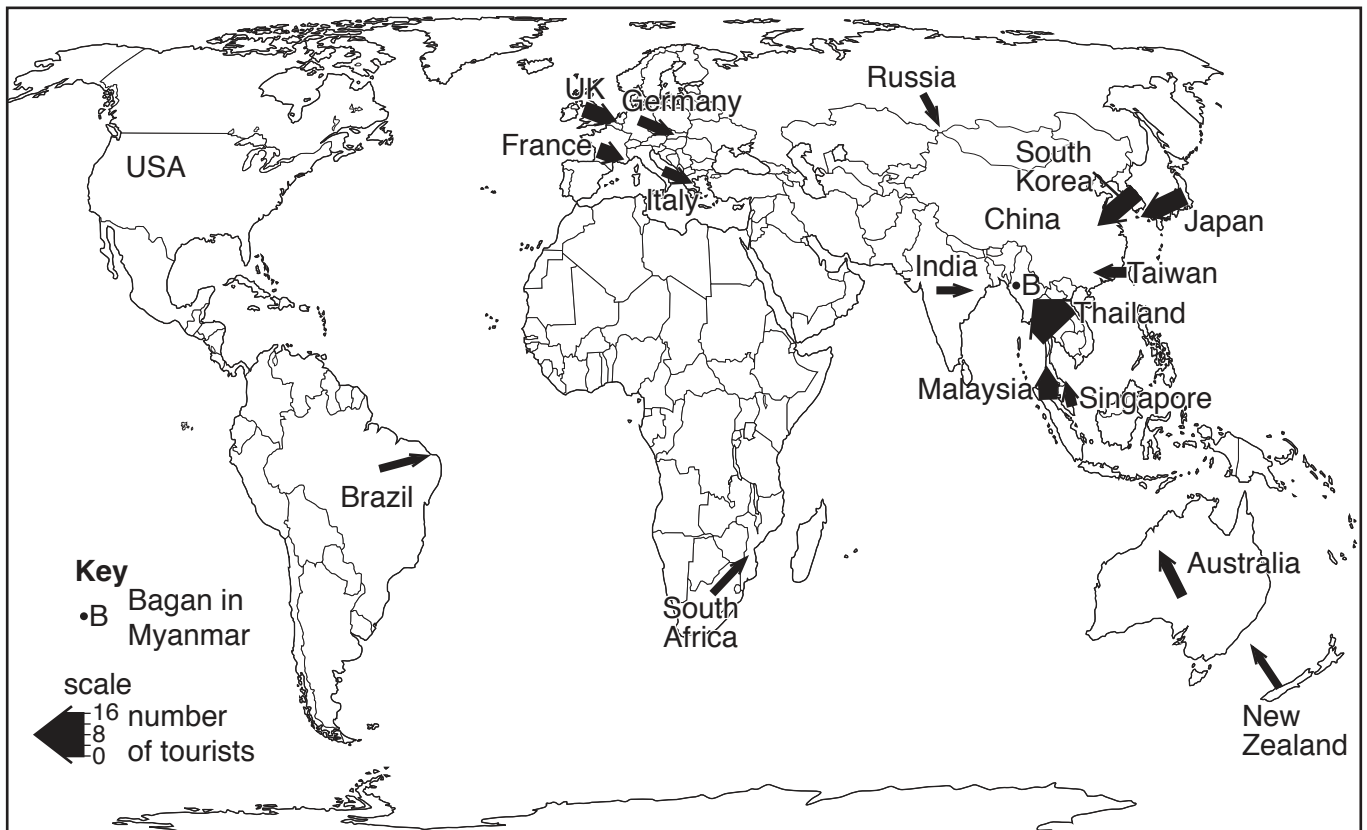 Russia
UK
Germany
France
South
Korea
USA
Italy
China
Japan
India
Taiwan
•B
Thailand
Malaysia
Singapore
Brazil
Australia
South
Africa
New
Zealand
Key
•B Bagan in
Myanmar
scale
16 number
8 of tourists
0